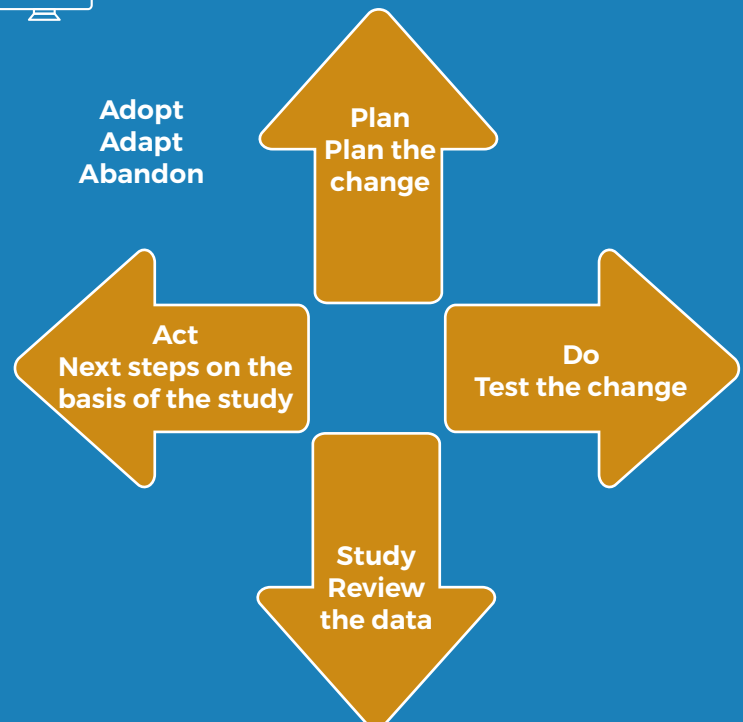 Adopt
Adapt
Abandon
Plan
Plan the
change
Act
Next steps on the
basis of the study
Do
Test the change
Study
Review
the data